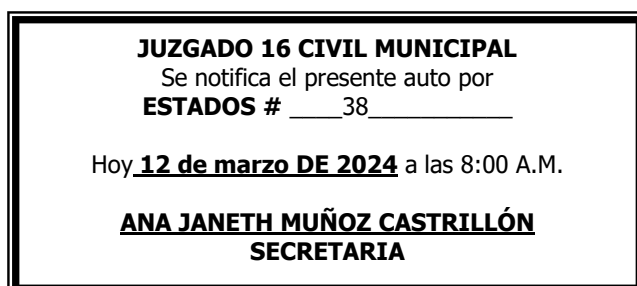 JUZGADO 16 CIVIL MUNICIPAL
Se notifica el presente auto por
ESTADOS # ____38___________
Hoy 12 de marzo DE 2024 a las 8:00 A.M.
ANA JANETH MUÑOZ CASTRILLÓN
SECRETARIA